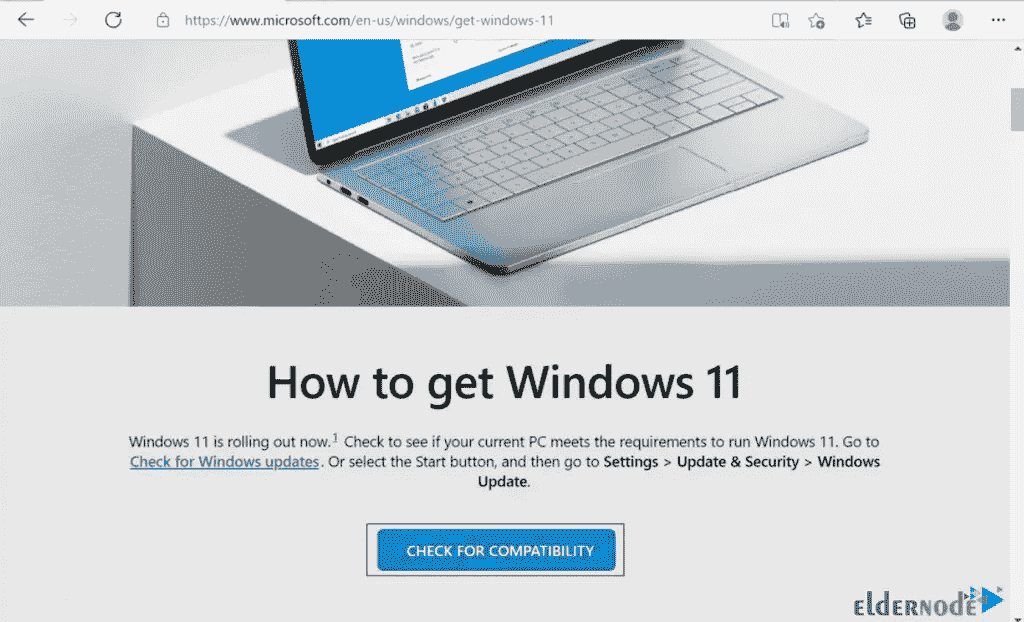 https://www.microsoft.com/en-us/windows/get-windows-11
How to get Windows 11
Windows 11 is rolling out now.1 Check to see if your current PC meets the requirements to run Windows 11. Go to
Check for Windows updates. Or select the Start button, and then go to Settings > Update & Security > Windows
Update.
CHECK FOR COMPATIBILITY
eldernode